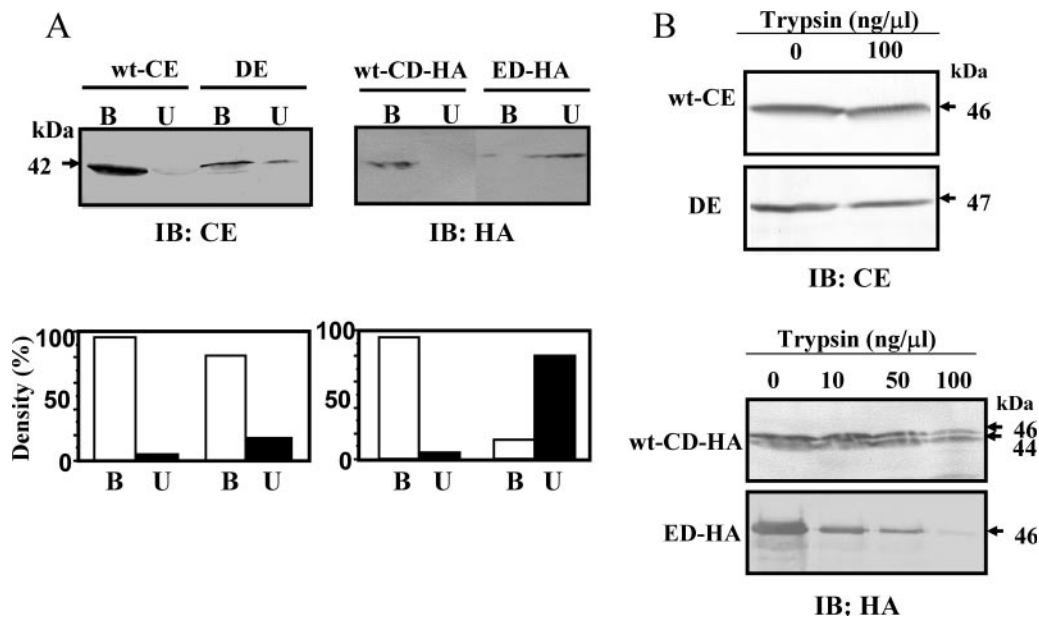 A
wt-CE DE wt-CD-HA ED-HA
B U B U B U B U
kDa
42
IB: CE IB: HA
Density (%)
100
50
0
B U B U
100
50
0
B U B U
B
Trypsin (ng/μl)
0 100
kDa
wt-CE 46
DE 47
IB: CE
Trypsin (ng/μl)
0 10 50 100
kDa
wt-CD-HA 46
44
ED-HA 46
IB: HA